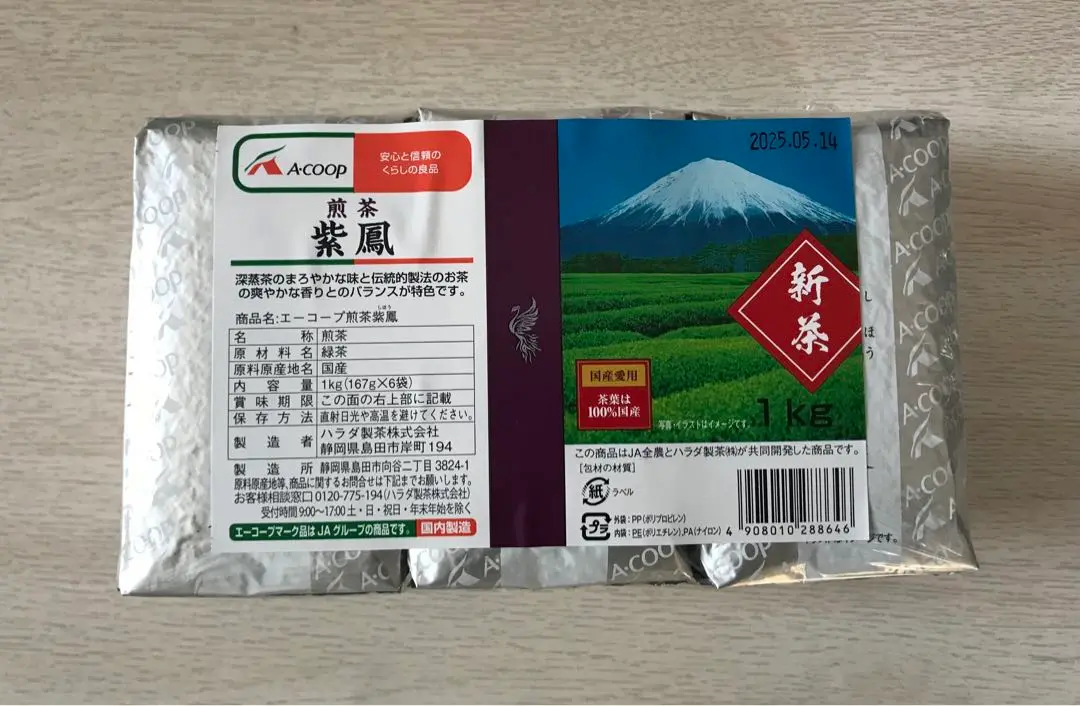 A·COOP
安心と信頼の
くらしの良品
煎茶
紫鳳
深蒸茶のまろやかな味と伝統的製法のお茶
の爽やかな香りとのバランスが特色です。
しほう
商品名:エーコープ煎茶紫鳳
名称 煎茶
原材料名 緑茶
原料原産地名 国産
内容量 1kg(167g×6袋)
賞味期限 この面の右上部に記載
保存方法 直射日光や高温を避けてください。
製造者 ハラダ製茶株式会社
静岡県島田市岸町194
製造所 静岡県島田市向谷二丁目3824-1
原料原産地等、商品に関するお問合せは下記までお願いします。
お客様相談窓口 0120-775-194(ハラダ製茶株式会社)
受付時間 9:00〜17:00 土・日・祝日・年末年始を除く
エーコープマーク品はJAグループの商品です。
国内製造
2025.05.14
新茶
しほう
国産愛用
茶葉は
100%国産
写真・イラストはイメージです。
1kg
この商品はJA全農とハラダ製茶㈱が共同開発した商品です。
[包材の材質]
紙 ラベル
プラ
外袋:PP(ポリプロピレン)
内袋:PE(ポリエチレン),PA(ナイロン)
4 908010 288646
A·COOP
A·COOP
A·COOP
A·COOP
A·COOP
A·COOP